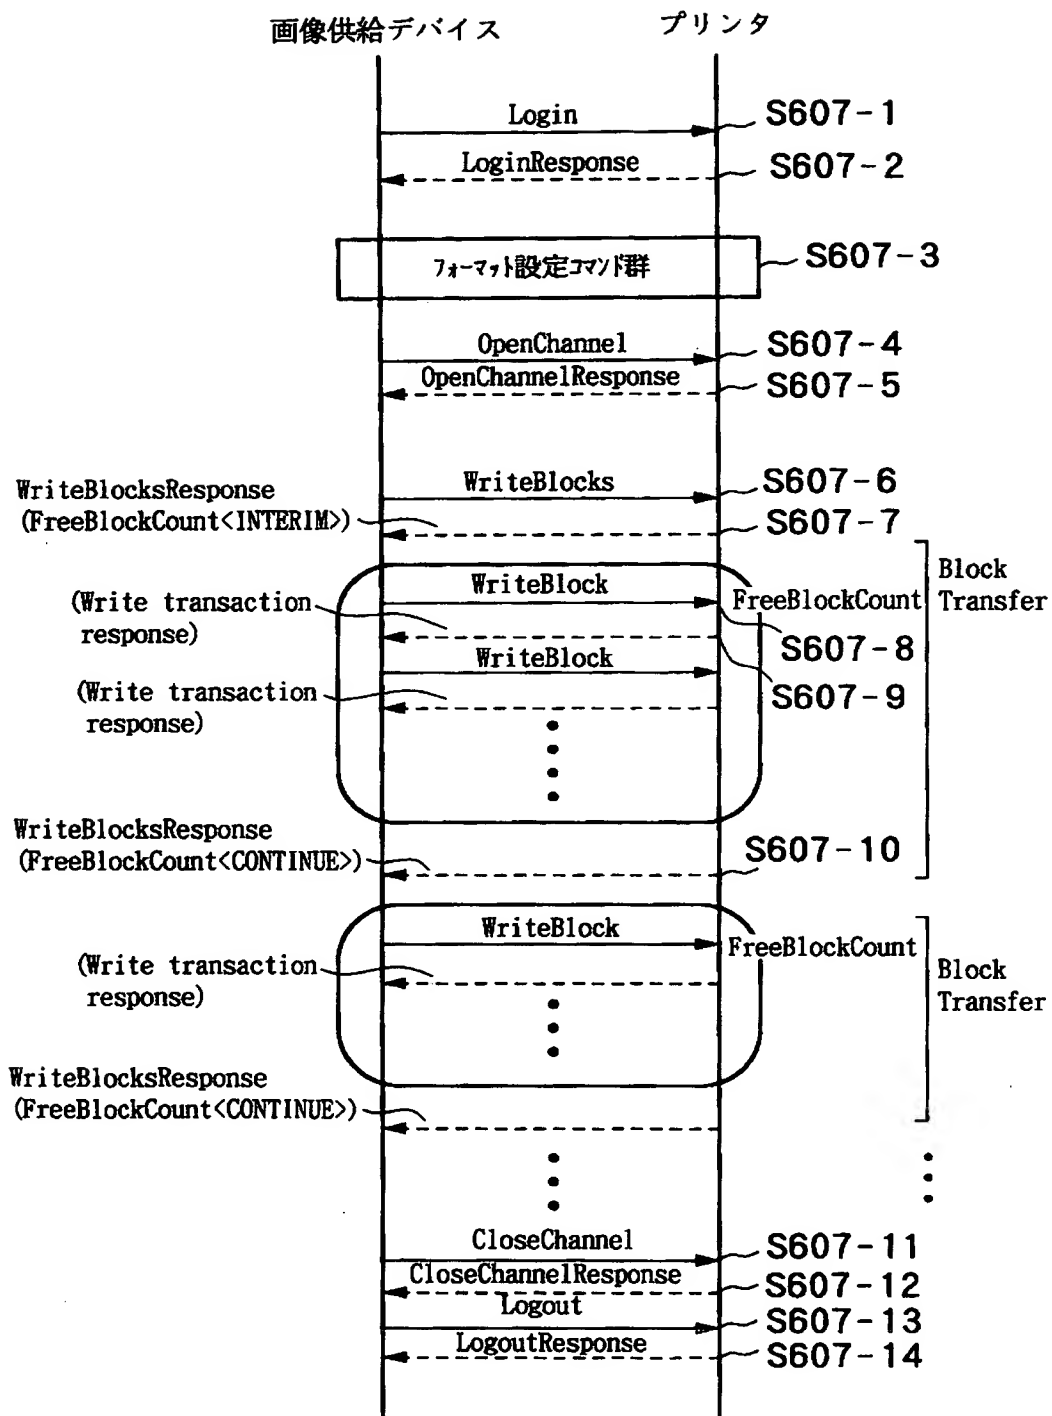 画像供給デバイス
プリンタ
Login
S607-1
LoginResponse
S607-2
フォーマット設定コマンド群
S607-3
OpenChannel
S607-4
OpenChannelResponse
S607-5
WriteBlocks
S607-6
WriteBlocksResponse
(FreeBlockCount<INTERIM>)
S607-7
Block
Transfer
WriteBlock
FreeBlockCount
(Write transaction
response)
S607-8
WriteBlock
S607-9
(Write transaction
response)
WriteBlocksResponse
(FreeBlockCount<CONTINUE>)
S607-10
WriteBlock
FreeBlockCount
(Write transaction
response)
Block
Transfer
WriteBlocksResponse
(FreeBlockCount<CONTINUE>)
CloseChannel
S607-11
CloseChannelResponse
S607-12
Logout
S607-13
LogoutResponse
S607-14